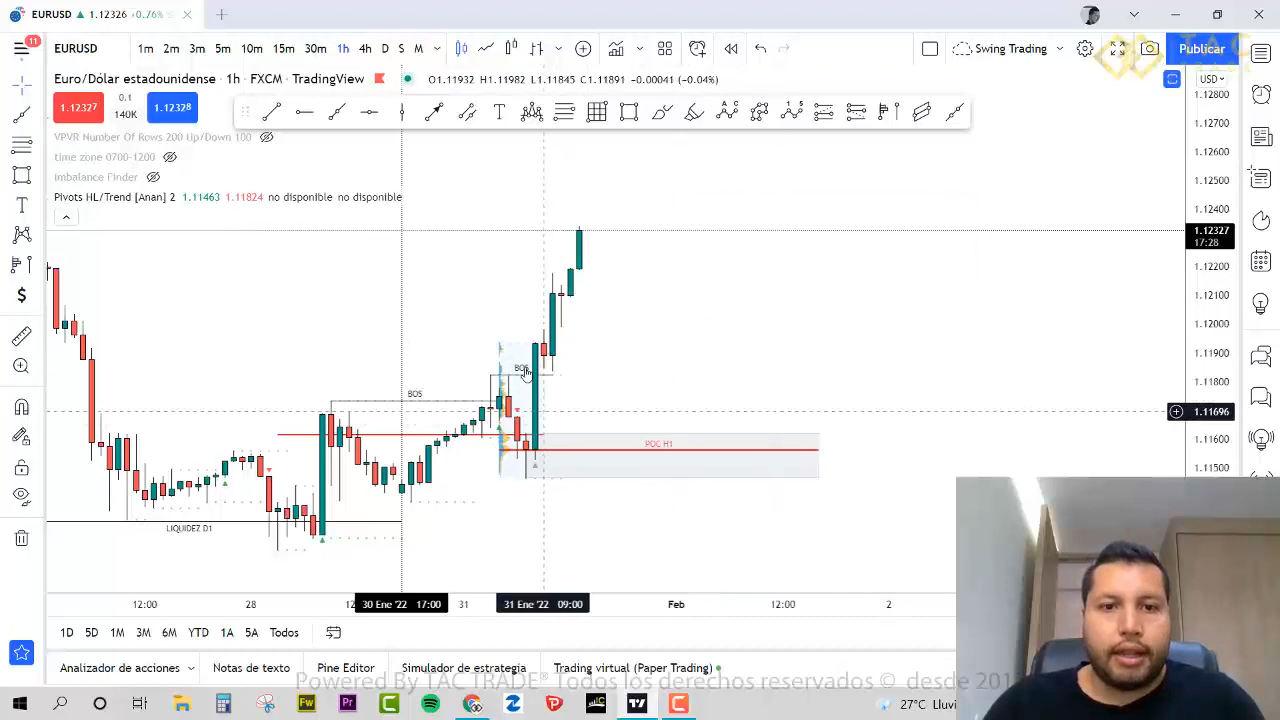 EURUSD ▲ 1.12326 +0.76%
EURUSD
1m 2m 3m 5m 10m 15m 30m 1h 4h D S M
Swing Trading
Publicar
Euro/Dólar estadounidense · 1h · FXCM · TradingView
O1.11932 H1.11982 L1.11845 C1.11891 −0.00041 (−0.04%)
USD
1.12327
0.1
140K
1.12328
VPVR Number Of Rows 200 Up/Down 100
time zone 0700-1200
Imbalance Finder
Pivots HL/Trend [Anan] 2 1.11463 1.11824 no disponible no disponible
11
1.12800
1.12700
1.12600
1.12500
1.12400
1.12327
17:28
1.12200
1.12100
1.12000
1.11900
1.11800
1.11696
1.11600
1.11500
BOS
BOS
POC H1
LIQUIDEZ D1
12:00
28
30 Ene '22 17:00
31
31 Ene '22 09:00
Feb
12:00
2
1D 5D 1M 3M 6M YTD 1A 5A Todos
Analizador de acciones
Notas de texto
Pine Editor
Simulador de estrategia
Trading virtual (Paper Trading)
Powered By TAC TRADE® Todos los derechos reservados © desde
27°C Lluvi